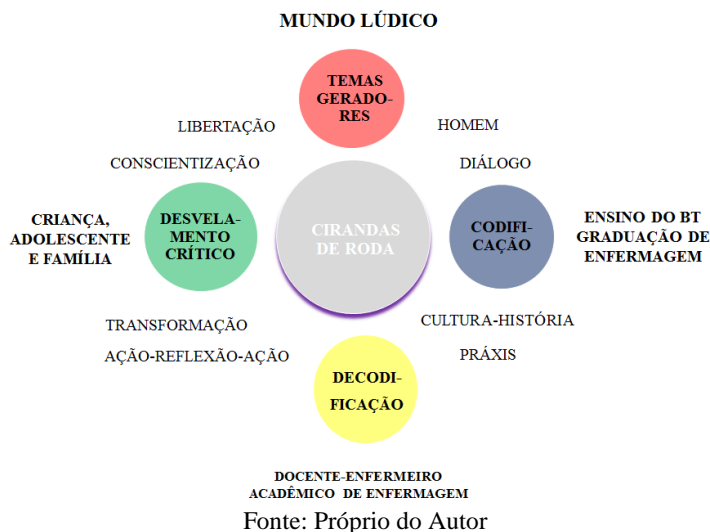 MUNDO LÚDICO
TEMAS
GERADO-
RES
LIBERTAÇÃO
HOMEM
CONSCIENTIZAÇÃO
DIÁLOGO
CRIANÇA,
ADOLESCENTE
E FAMÍLIA
DESVELA-
MENTO
CRÍTICO
CIRANDAS
DE RODA
CODIFI-
CAÇÃO
ENSINO DO BT
GRADUAÇÃO DE
ENFERMAGEM
TRANSFORMAÇÃO
CULTURA-HISTÓRIA
AÇÃO-REFLEXÃO-AÇÃO
PRÁXIS
DECODI-
FICAÇÃO
DOCENTE-ENFERMEIRO
ACADÊMICO DE ENFERMAGEM
Fonte: Próprio do Autor